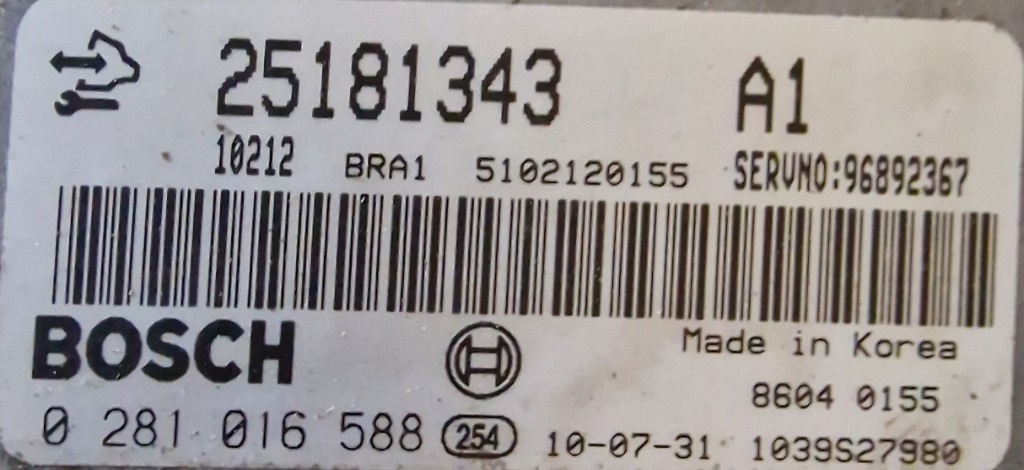 25181343 A1
10212 BRA1 5102120155 SERVNO:96892367
BOSCH
Made in Korea
8604 0155
0 281 016 588 254 10-07-31 1039S27980